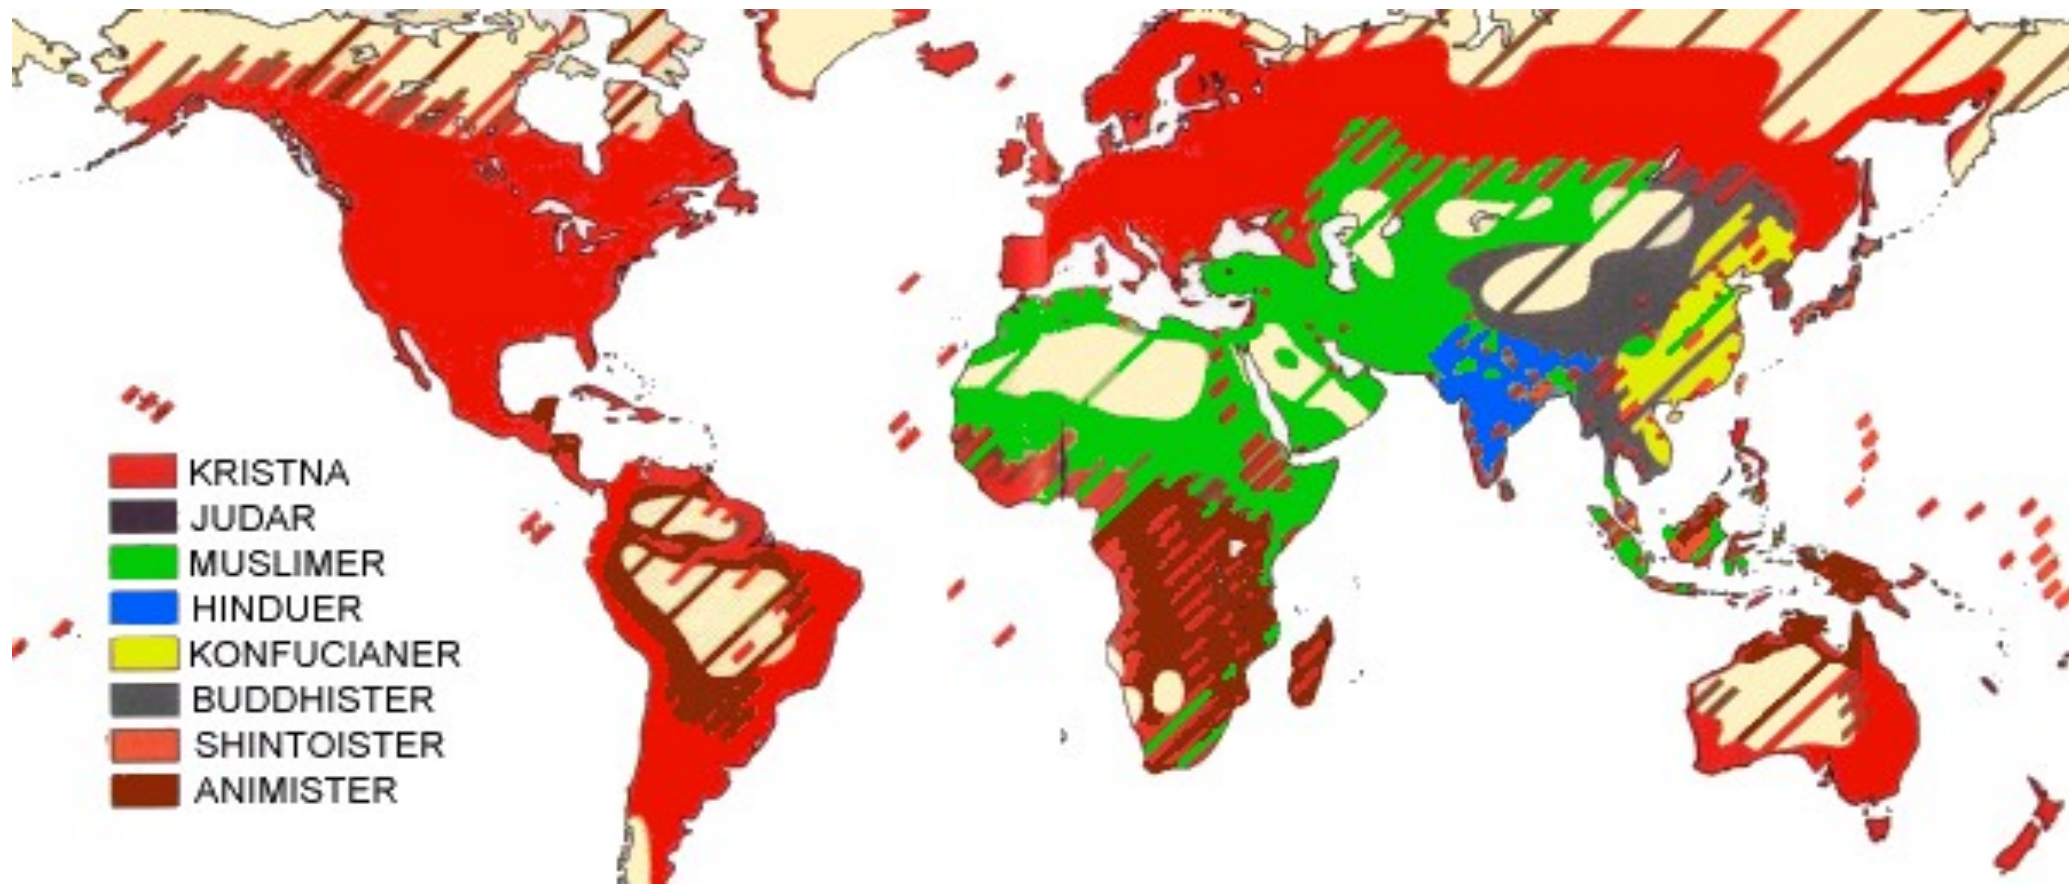 KRISTNA
JUDAR
MUSLIMER
HINDUER
KONFUCIANER
BUDDHISTER
SHINTOISTER
ANIMISTER